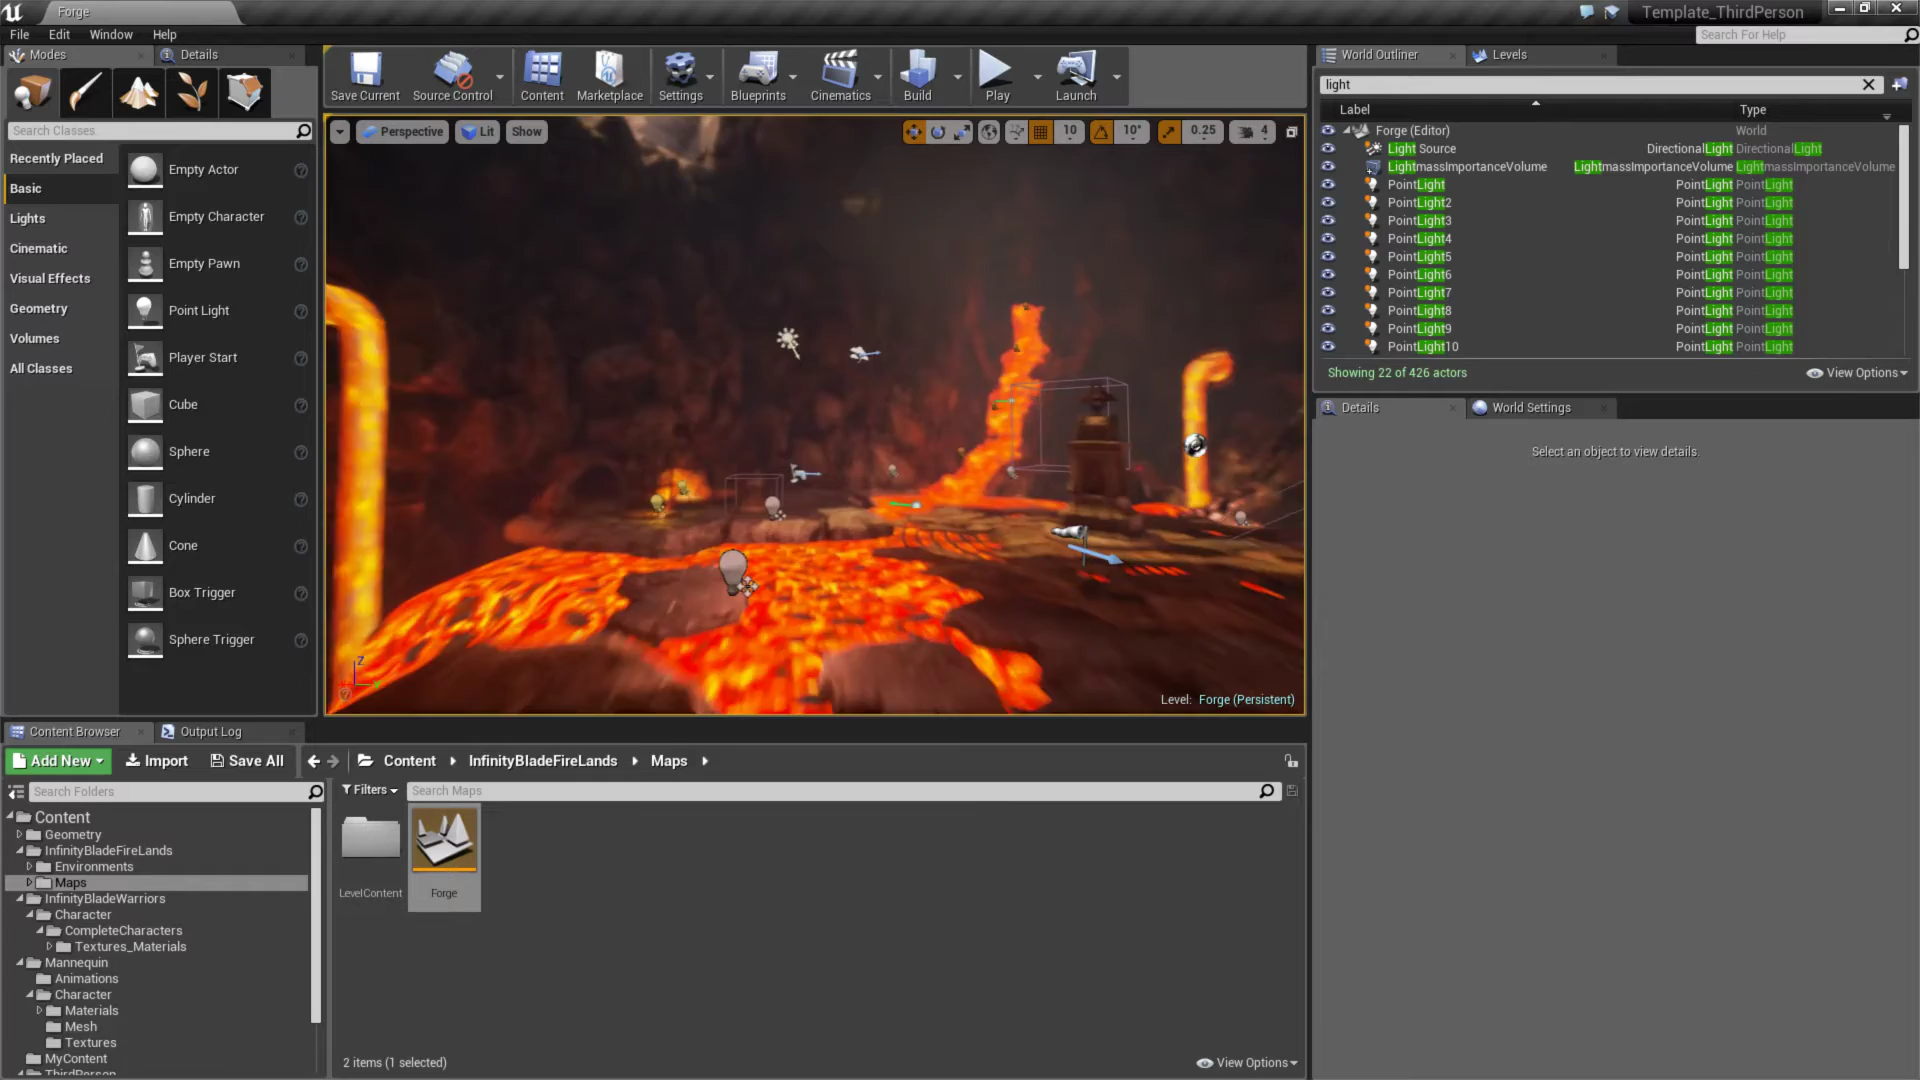 Forge
Template_ThirdPerson
File Edit Window Help
Search For Help
Modes
Details
Search Classes
Recently Placed
Basic
Lights
Cinematic
Visual Effects
Geometry
Volumes
All Classes
Empty Actor
Empty Character
Empty Pawn
Point Light
Player Start
Cube
Sphere
Cylinder
Cone
Box Trigger
Sphere Trigger
Save Current
Source Control
Content
Marketplace
Settings
Blueprints
Cinematics
Build
Play
Launch
Perspective
Lit
Show
10
10°
0.25
4
Z
Level: Forge (Persistent)
World Outliner
Levels
light
Label Type
Forge (Editor) World
Light Source DirectionalLight DirectionalLight
LightmassImportanceVolume LightmassImportanceVolume LightmassImportanceVolume
PointLight PointLight PointLight
PointLight2 PointLight PointLight
PointLight3 PointLight PointLight
PointLight4 PointLight PointLight
PointLight5 PointLight PointLight
PointLight6 PointLight PointLight
PointLight7 PointLight PointLight
PointLight8 PointLight PointLight
PointLight9 PointLight PointLight
PointLight10 PointLight PointLight
Showing 22 of 426 actors
View Options
Details
World Settings
Select an object to view details.
Content Browser
Output Log
Add New
Import
Save All
Content
InfinityBladeFireLands
Maps
Search Folders
Filters
Search Maps
Content
Geometry
InfinityBladeFireLands
Environments
Maps
InfinityBladeWarriors
Character
CompleteCharacters
Textures_Materials
Mannequin
Animations
Character
Materials
Mesh
Textures
MyContent
ThirdPerson
LevelContent
Forge
2 items (1 selected)
View Options